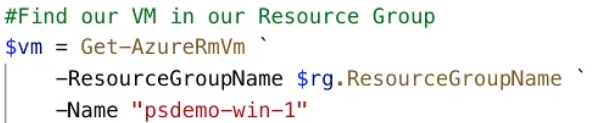 #Find our VM in our Resource Group
$vm = Get-AzureRmVm `
    -ResourceGroupName $rg.ResourceGroupName `
    -Name "psdemo-win-1"